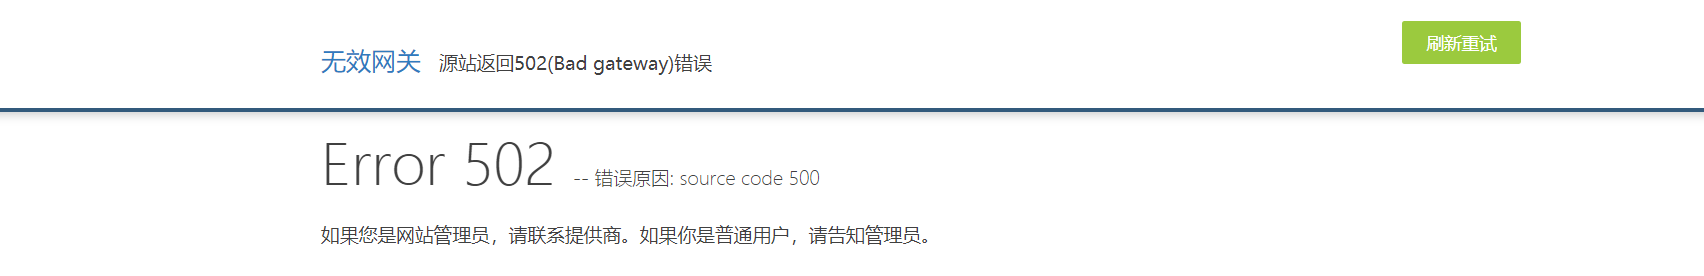 无效网关 源站返回502(Bad gateway)错误
刷新重试
Error 502 -- 错误原因: source code 500
如果您是网站管理员，请联系提供商。如果你是普通用户，请告知管理员。